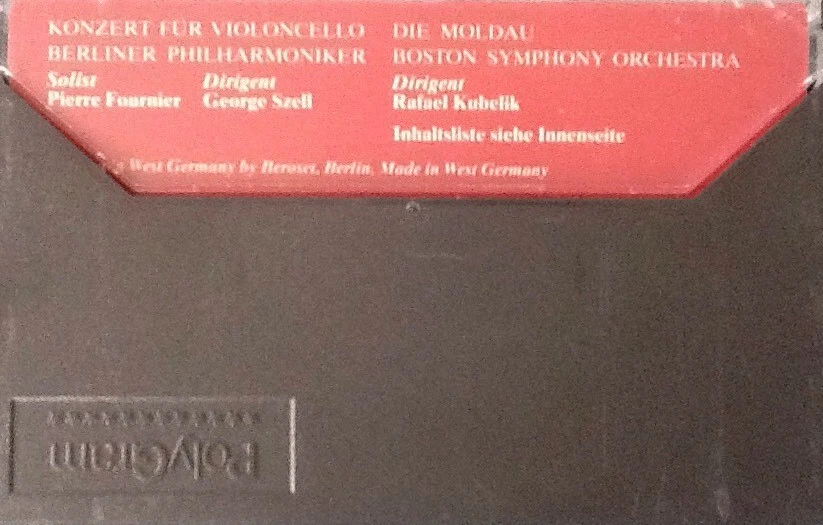 KONZERT FÜR VIOLONCELLO
BERLINER PHILHARMONIKER
Solist Dirigent
Pierre Fournier George Szell
DIE MOLDAU
BOSTON SYMPHONY ORCHESTRA
Dirigent
Rafael Kubelik
Inhaltsliste siehe Innenseite
West Germany by Beroset, Berlin. Made in West Germany
PolyGram